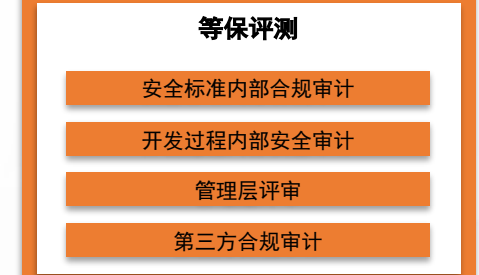 等保评测
安全标准内部合规审计
开发过程内部安全审计
管理层评审
第三方合规审计